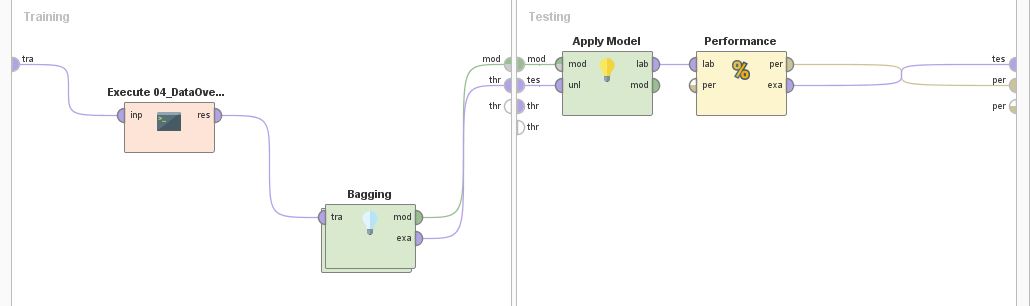 Training
Testing
tra
Execute 04_DataOve...
inp
res
Bagging
tra
mod
exa
mod
thr
thr
mod
tes
thr
thr
Apply Model
mod
lab
unl
mod
Performance
lab
per
per
exa
tes
per
per